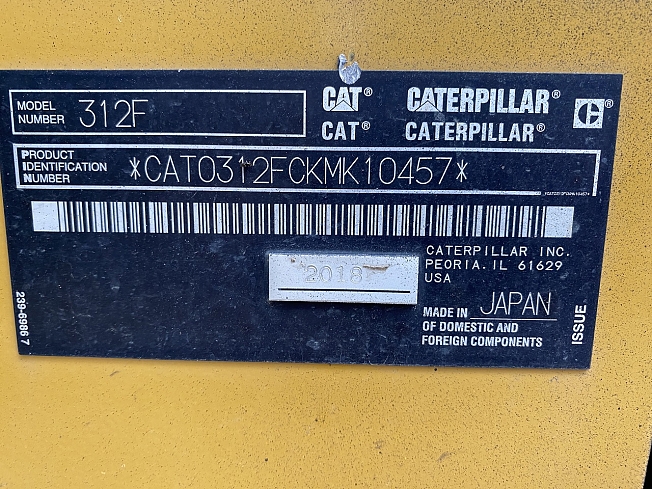 MODEL NUMBER 312F
CAT® CATERPILLAR®
CAT® CATERPILLAR®
PRODUCT IDENTIFICATION NUMBER *CAT0312FCKMK10457*
*CAT0312FCKMK10457*
2018
CATERPILLAR INC.
PEORIA, IL 61629
USA
MADE IN JAPAN
OF DOMESTIC AND
FOREIGN COMPONENTS
239-6986 7
ISSUE